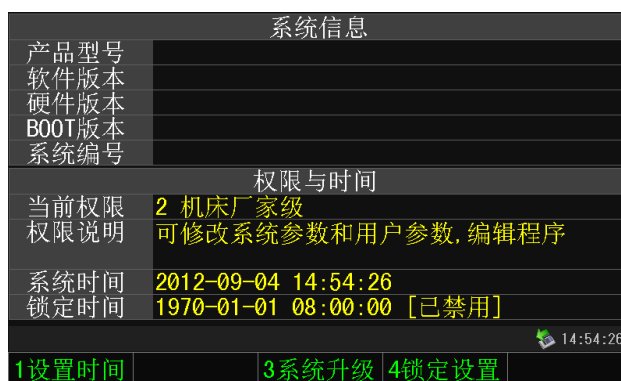 系统信息
产品型号
软件版本
硬件版本
BOOT版本
系统编号
权限与时间
当前权限 2 机床厂家级
权限说明 可修改系统参数和用户参数,编辑程序
系统时间 2012-09-04 14:54:26
锁定时间 1970-01-01 08:00:00 [已禁用]
14:54:26
1设置时间 3系统升级 4锁定设置